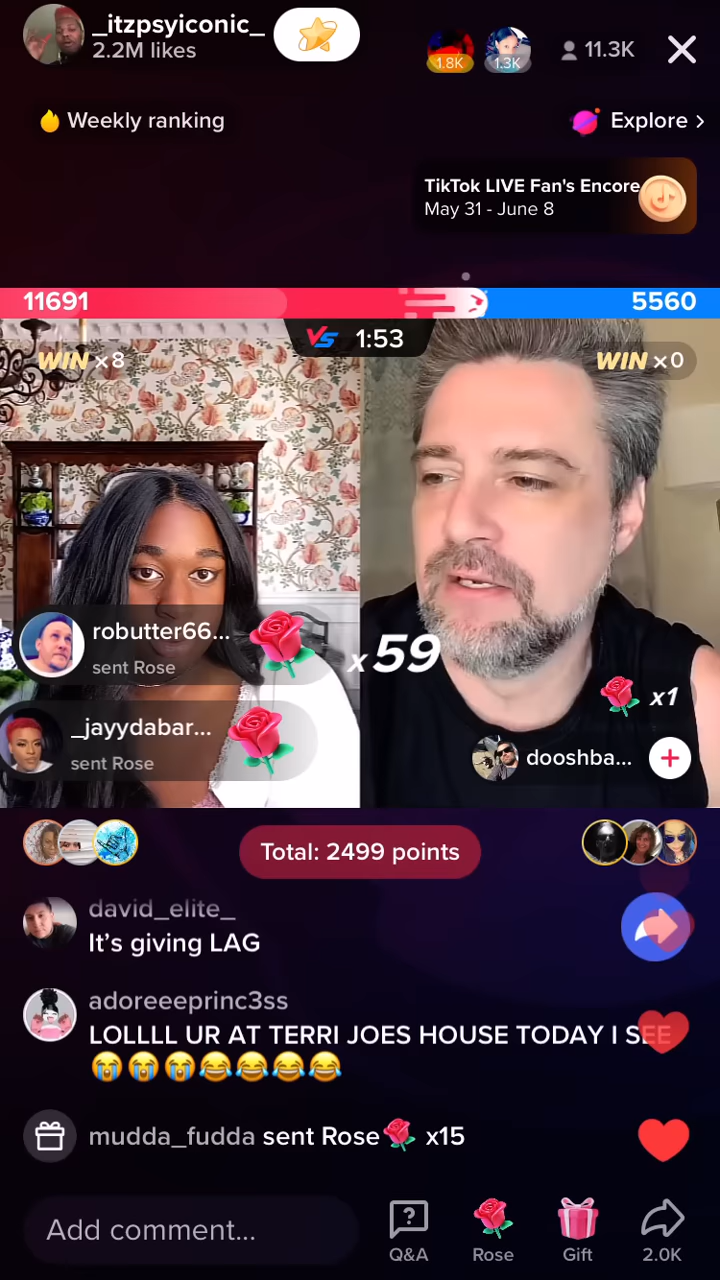 _itzpsyiconic_
2.2M likes
1.8K
1.3K
11.3K
Weekly ranking
Explore >
TikTok LIVE Fan's Encore
May 31 - June 8
11691
5560
VS 1:53
WIN x8
WIN x0
robutter66...
sent Rose
x59
_jayydabar...
sent Rose
x1
dooshba...
+
Total: 2499 points
david_elite_
It's giving LAG
adoreeeprinc3ss
LOLLLL UR AT TERRI JOES HOUSE TODAY I SEE
😭😭😭😂😂😂😂
mudda_fudda sent Rose🌹 x15
Add comment...
Q&A
Rose
Gift
2.0K